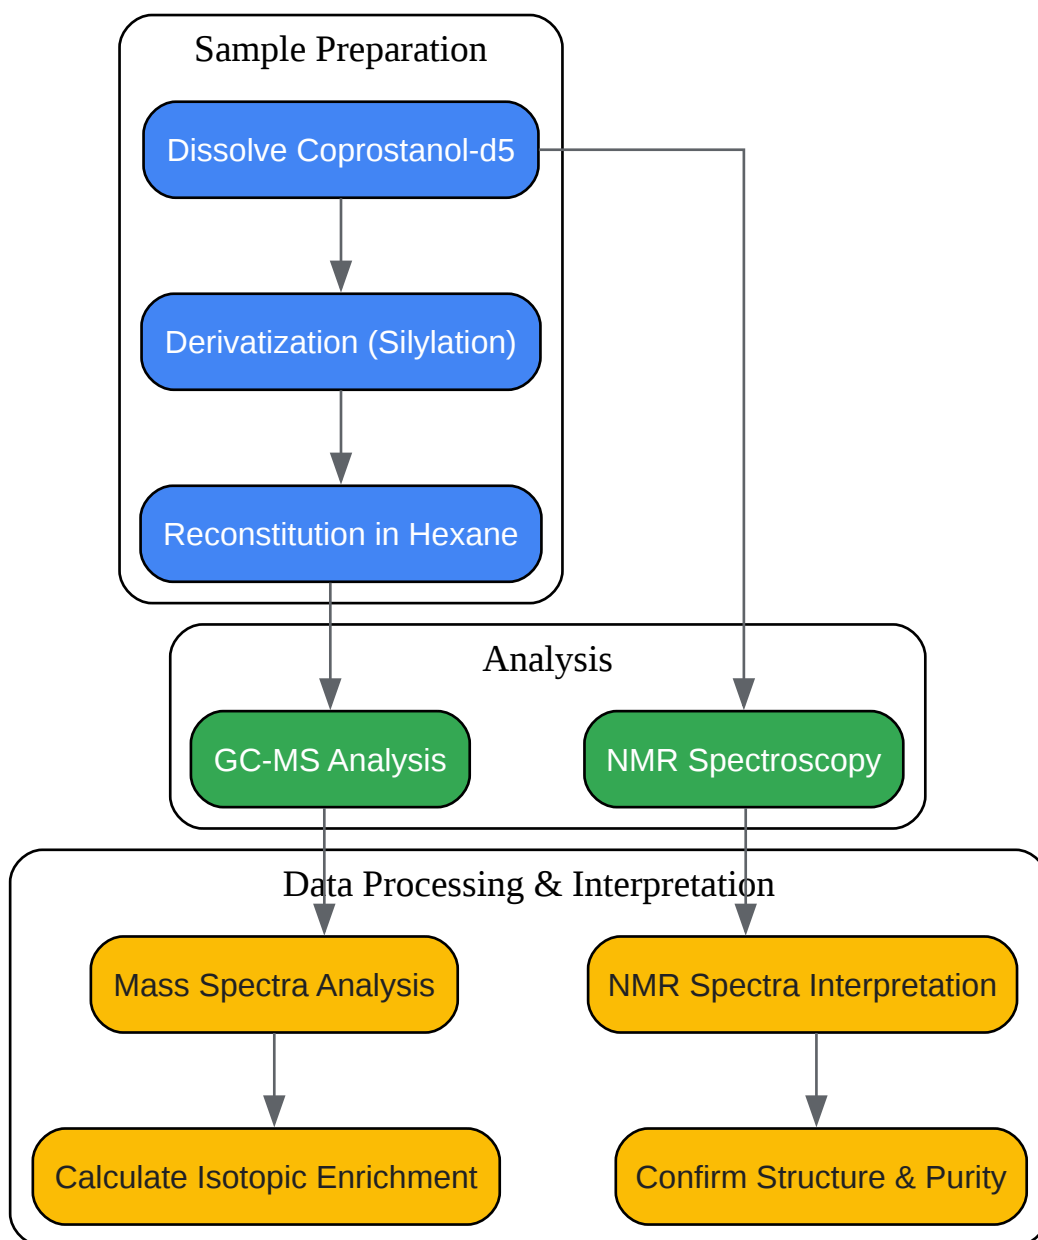 Sample Preparation
Dissolve Coprostanol-d5
Derivatization (Silylation)
Reconstitution in Hexane
Analysis
GC-MS Analysis
NMR Spectroscopy
Data Processing & Interpretation
Mass Spectra Analysis
NMR Spectra Interpretation
Calculate Isotopic Enrichment
Confirm Structure & Purity